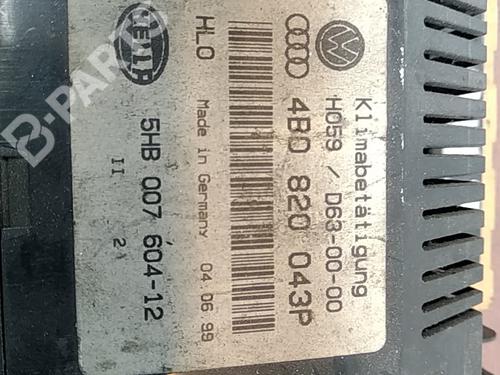 Klimabetätigung
H059 / D63-00-00
4B0 820 043P
HLO Made in Germany 04.06.99
HELLA
5HB 007 604-12
II 2
B-PARTS